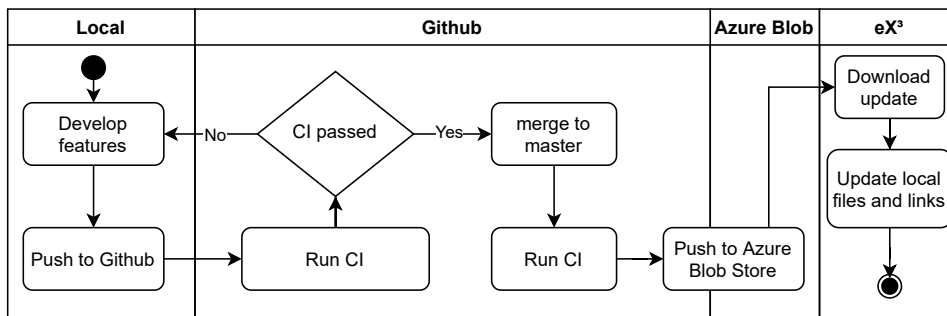 Local
Github
Azure Blob
eX³
Develop
features
No
CI passed
Yes
merge to
master
Download
update
Update local
files and links
Push to Github
Run CI
Run CI
Push to Azure
Blob Store